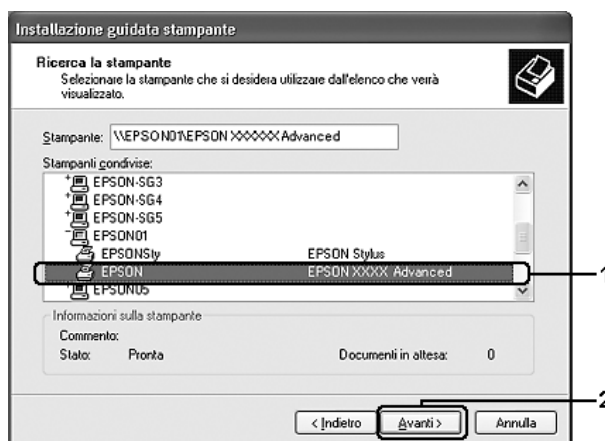 Installazione guidata stampante
Ricerca la stampante
Selezionare la stampante che si desidera utilizzare dall'elenco che verrà
visualizzato.
Stampante: \\EPSON01\EPSON XXXXXX Advanced
Stampanti condivise:
EPSON-SG3
EPSON-SG4
EPSON-SG5
EPSON01
EPSONSty EPSON Stylus
EPSON EPSON XXXX Advanced
1
EPSON05
Informazioni sulla stampante
Commento:
Stato: Pronta Documenti in attesa: 0
2
< Indietro Avanti > Annulla